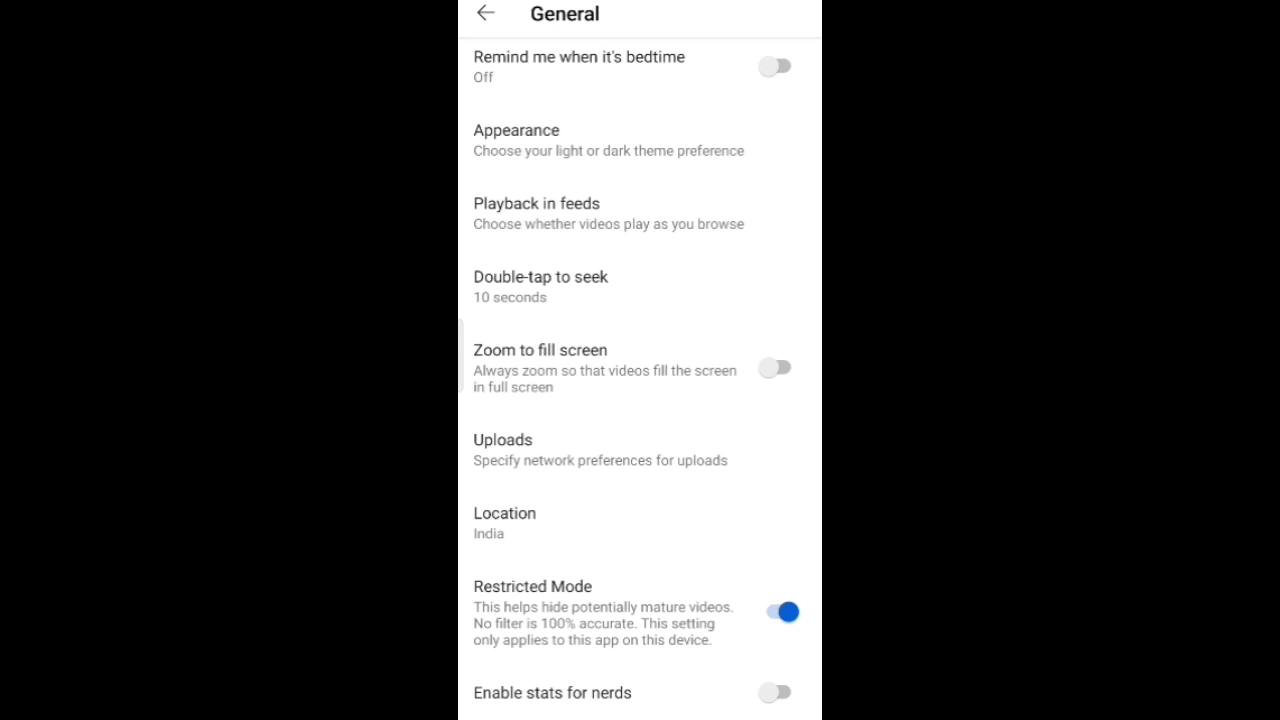 General
Remind me when it's bedtime
Off
Appearance
Choose your light or dark theme preference
Playback in feeds
Choose whether videos play as you browse
Double-tap to seek
10 seconds
Zoom to fill screen
Always zoom so that videos fill the screen
in full screen
Uploads
Specify network preferences for uploads
Location
India
Restricted Mode
This helps hide potentially mature videos.
No filter is 100% accurate. This setting
only applies to this app on this device.
Enable stats for nerds